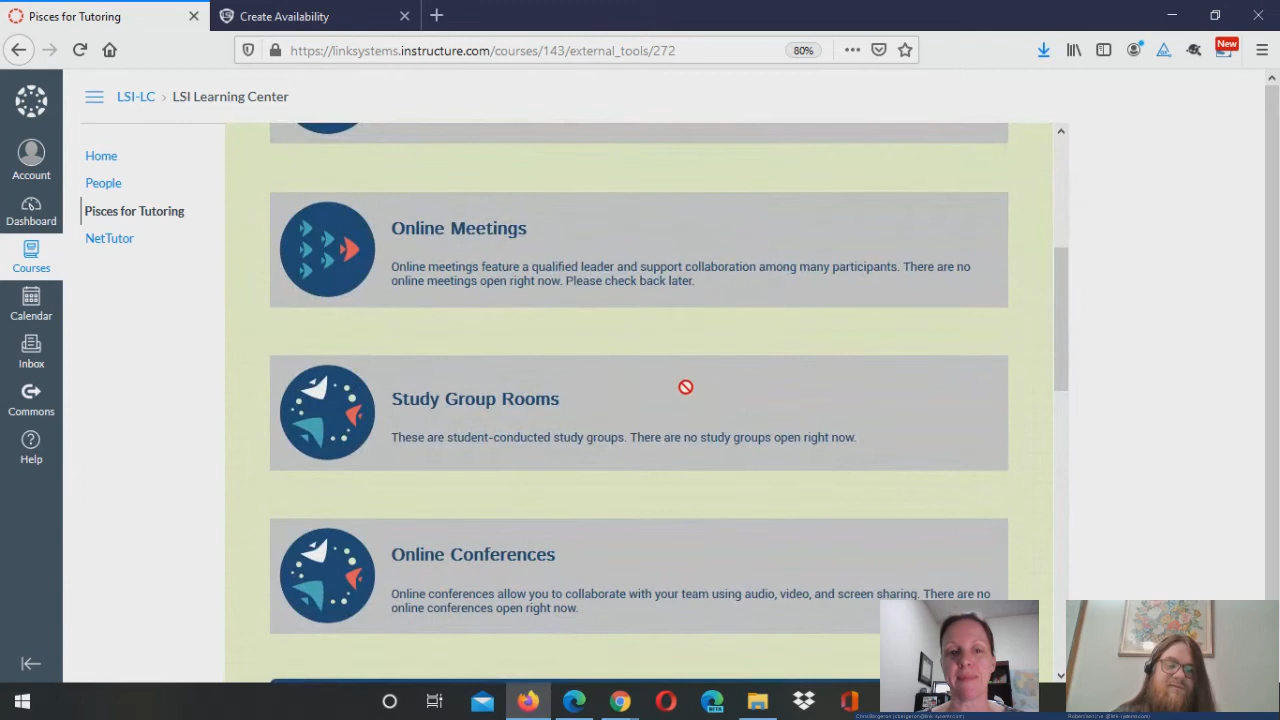 Pisces for Tutoring
Create Availability
https://linksystems.instructure.com/courses/143/external_tools/272
80%
New
LSI-LC › LSI Learning Center
Account
Dashboard
Courses
Calendar
Inbox
Commons
Help
Home
People
Pisces for Tutoring
NetTutor
Online Meetings
Online meetings feature a qualified leader and support collaboration among many participants. There are no
online meetings open right now. Please check back later.
Study Group Rooms
These are student-conducted study groups. There are no study groups open right now.
Online Conferences
Online conferences allow you to collaborate with your team using audio, video, and screen sharing. There are no
online conferences open right now.